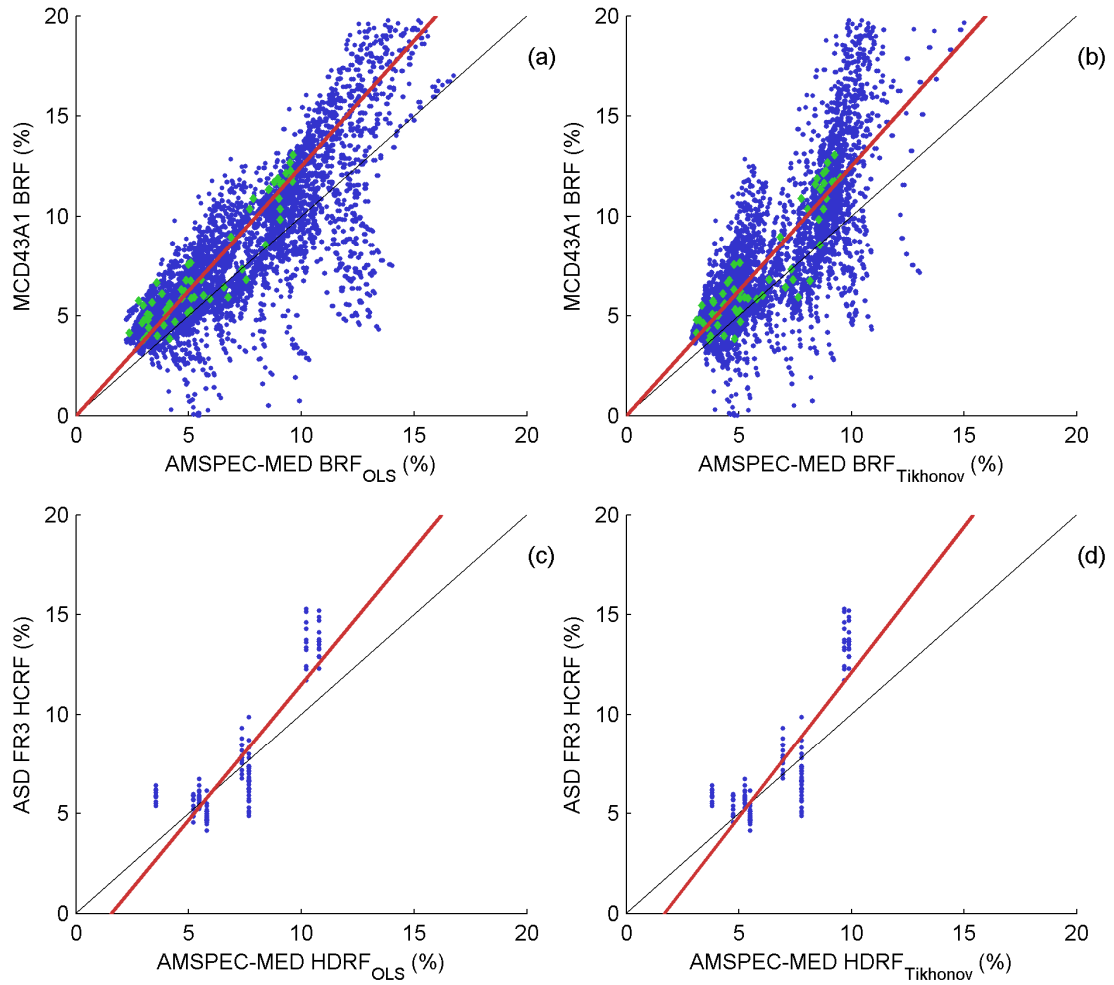 20
15
10
5
0
MCD43A1 BRF (%)
(a)
0 5 10 15 20
AMSPEC-MED BRF_OLS (%)
20
15
10
5
0
MCD43A1 BRF (%)
(b)
0 5 10 15 20
AMSPEC-MED BRF_Tikhonov (%)
20
15
10
5
0
ASD FR3 HCRF (%)
(c)
0 5 10 15 20
AMSPEC-MED HDRF_OLS (%)
20
15
10
5
0
ASD FR3 HCRF (%)
(d)
0 5 10 15 20
AMSPEC-MED HDRF_Tikhonov (%)